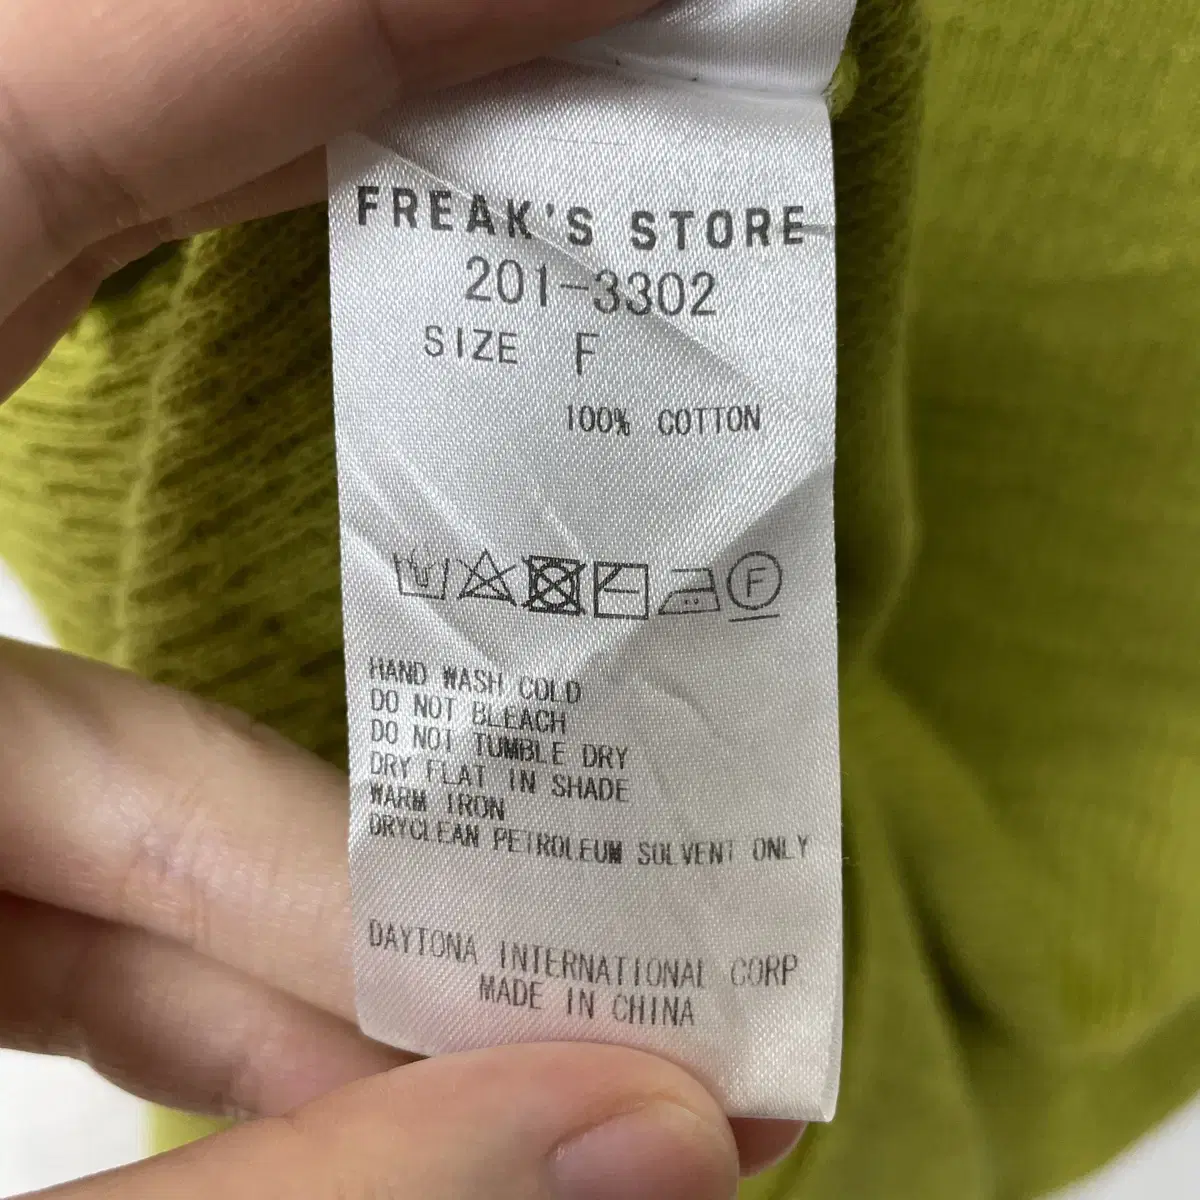 FREAK'S STORE
201-3302
SIZE F
100% COTTON
F
HAND WASH COLD
DO NOT BLEACH
DO NOT TUMBLE DRY
DRY FLAT IN SHADE
WARM IRON
DRYCLEAN PETROLEUM SOLVENT ONLY
DAYTONA INTERNATIONAL CORP.
MADE IN CHINA